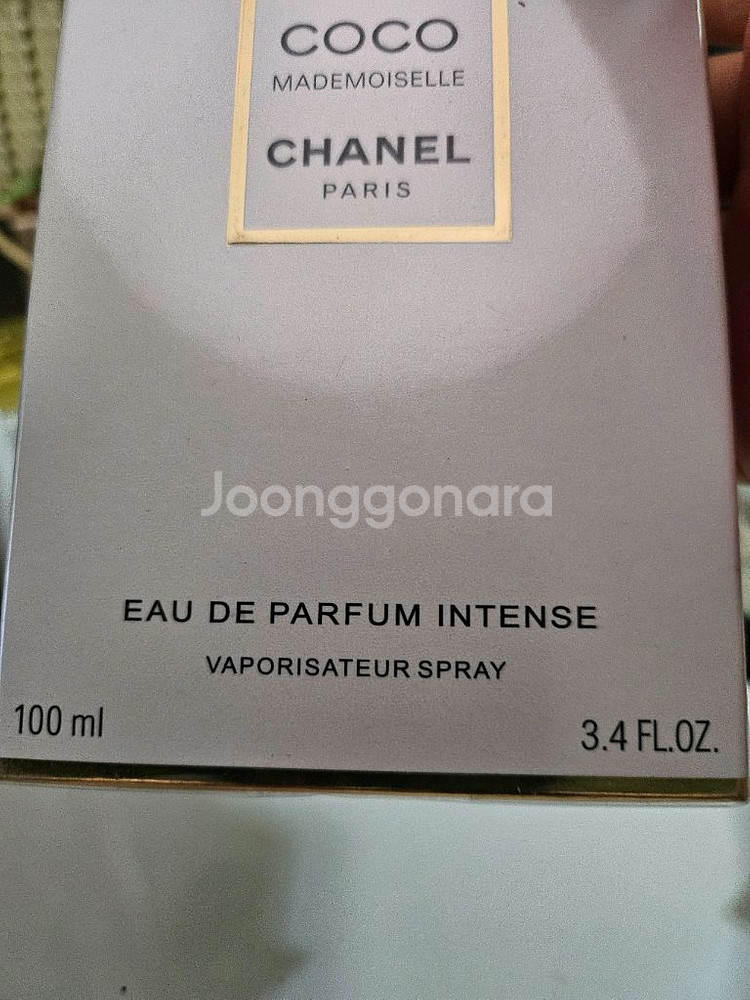 COCO
MADEMOISELLE
CHANEL
PARIS
Joonggonara
EAU DE PARFUM INTENSE
VAPORISATEUR SPRAY
100 ml
3.4 FL.OZ.